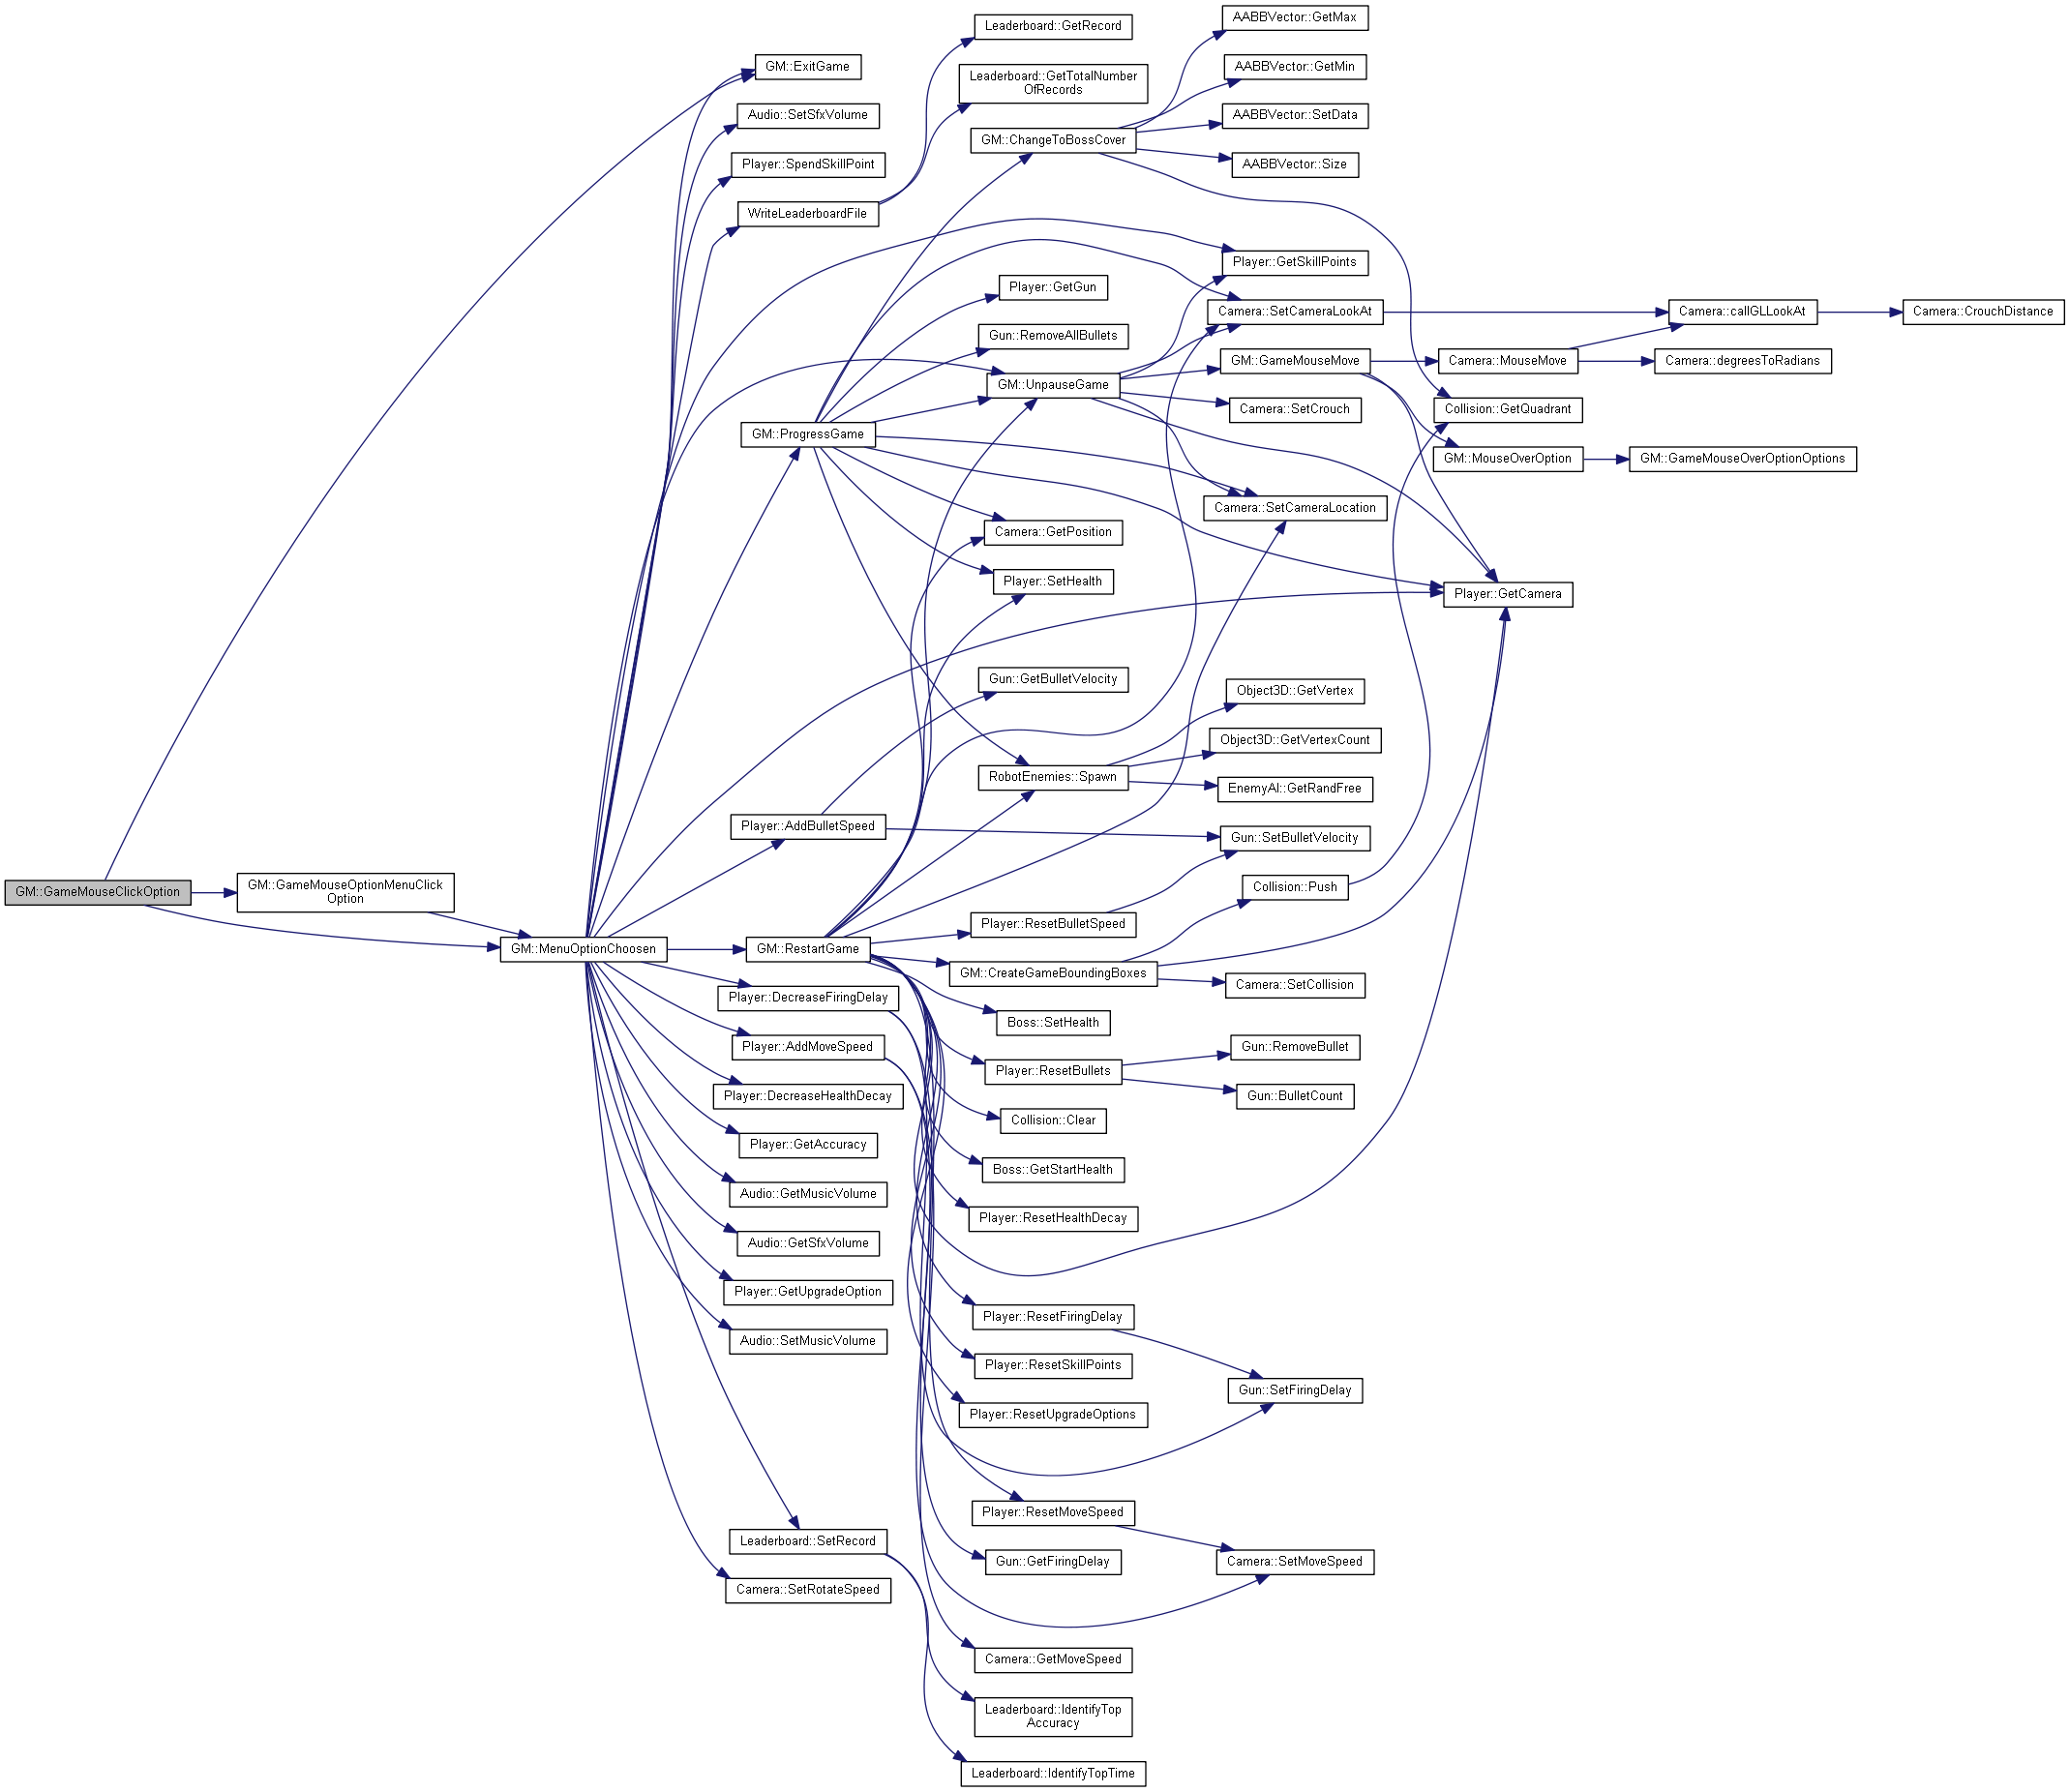 GM::GameMouseClickOption
GM::GameMouseOptionMenuClick
Option
GM::MenuOptionChoosen
GM::ExitGame
Audio::SetSfxVolume
Player::SpendSkillPoint
WriteLeaderboardFile
GM::ProgressGame
Player::AddBulletSpeed
GM::RestartGame
Player::DecreaseFiringDelay
Player::AddMoveSpeed
Player::DecreaseHealthDecay
Player::GetAccuracy
Audio::GetMusicVolume
Audio::GetSfxVolume
Player::GetUpgradeOption
Audio::SetMusicVolume
Leaderboard::SetRecord
Camera::SetRotateSpeed
Leaderboard::GetRecord
Leaderboard::GetTotalNumber
OfRecords
GM::ChangeToBossCover
Player::GetGun
Gun::RemoveAllBullets
GM::UnpauseGame
Camera::GetPosition
Player::SetHealth
Gun::GetBulletVelocity
RobotEnemies::Spawn
Player::ResetBulletSpeed
GM::CreateGameBoundingBoxes
Boss::SetHealth
Player::ResetBullets
Collision::Clear
Boss::GetStartHealth
Player::ResetHealthDecay
Player::ResetFiringDelay
Player::ResetSkillPoints
Player::ResetUpgradeOptions
Player::ResetMoveSpeed
Gun::GetFiringDelay
Camera::GetMoveSpeed
Leaderboard::IdentifyTop
Accuracy
Leaderboard::IdentifyTopTime
AABBVector::GetMax
AABBVector::GetMin
AABBVector::SetData
AABBVector::Size
Player::GetSkillPoints
Camera::SetCameraLookAt
GM::GameMouseMove
Camera::SetCrouch
Camera::SetCameraLocation
Object3D::GetVertex
Object3D::GetVertexCount
EnemyAI::GetRandFree
Gun::SetBulletVelocity
Collision::Push
Camera::SetCollision
Gun::RemoveBullet
Gun::BulletCount
Gun::SetFiringDelay
Camera::SetMoveSpeed
Camera::MouseMove
Collision::GetQuadrant
GM::MouseOverOption
Player::GetCamera
Camera::callGLLookAt
Camera::degreesToRadians
GM::GameMouseOverOptionOptions
Camera::CrouchDistance